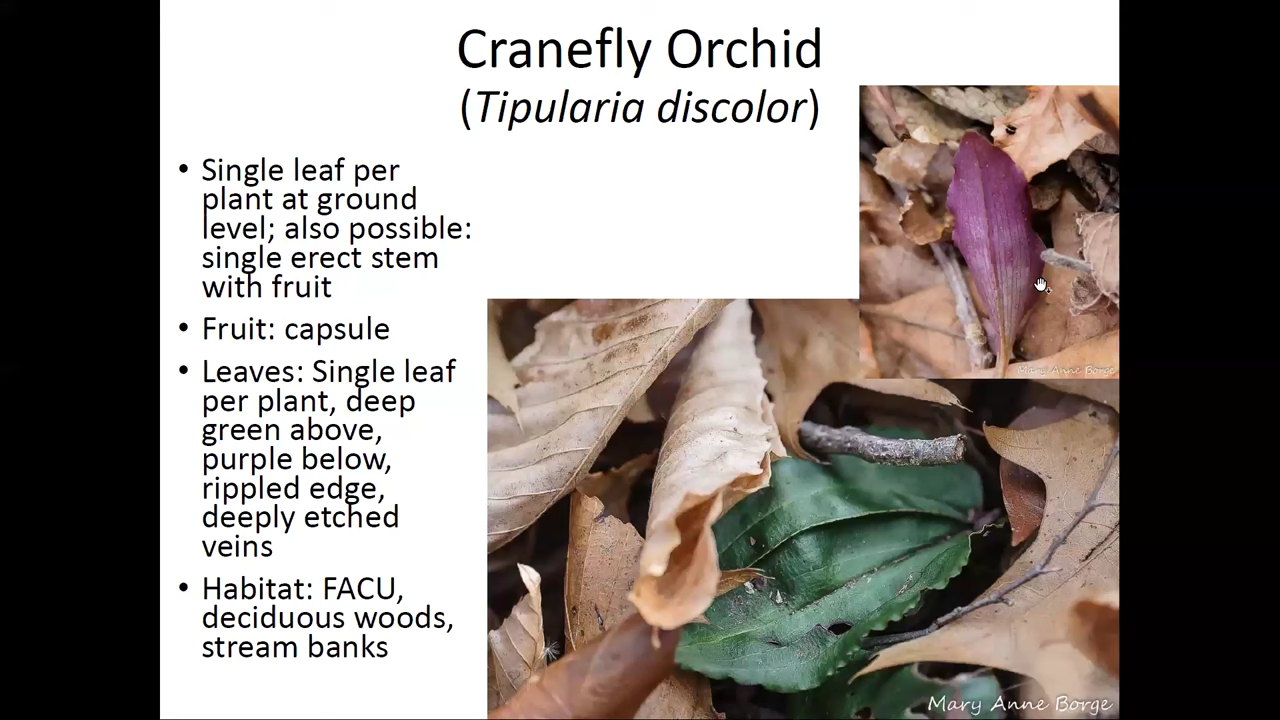 Cranefly Orchid
(Tipularia discolor)
• Single leaf per
plant at ground
level; also possible:
single erect stem
with fruit
• Fruit: capsule
• Leaves: Single leaf
per plant, deep
green above,
purple below,
rippled edge,
deeply etched
veins
• Habitat: FACU,
deciduous woods,
stream banks
Mary Anne Borge
Mary Anne Borge